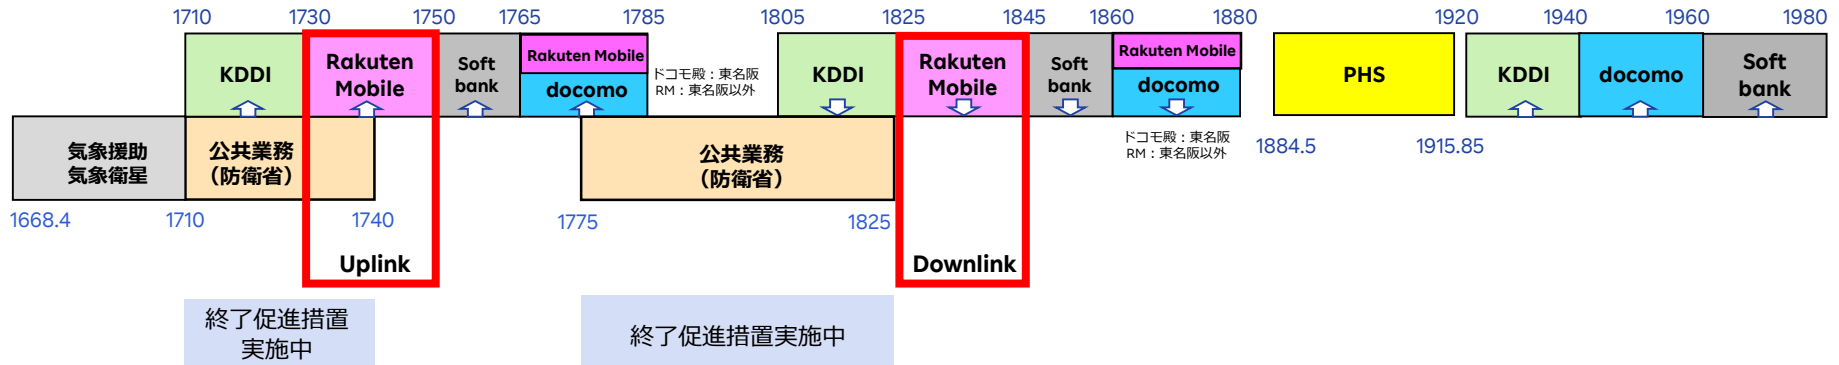 1710
1730
1750
1765
1785
1805
1825
1845
1860
1880
1920
1940
1960
1980
KDDI
Rakuten
Mobile
Soft
bank
Rakuten Mobile
docomo
ドコモ殿：東名阪
RM：東名阪以外
KDDI
Rakuten
Mobile
Soft
bank
Rakuten Mobile
docomo
ドコモ殿：東名阪
RM：東名阪以外
PHS
1884.5
1915.85
KDDI
docomo
Soft
bank
気象援助
気象衛星
公共業務
（防衛省）
公共業務
（防衛省）
1668.4
1710
1740
1775
1825
Uplink
Downlink
終了促進措置
実施中
終了促進措置実施中